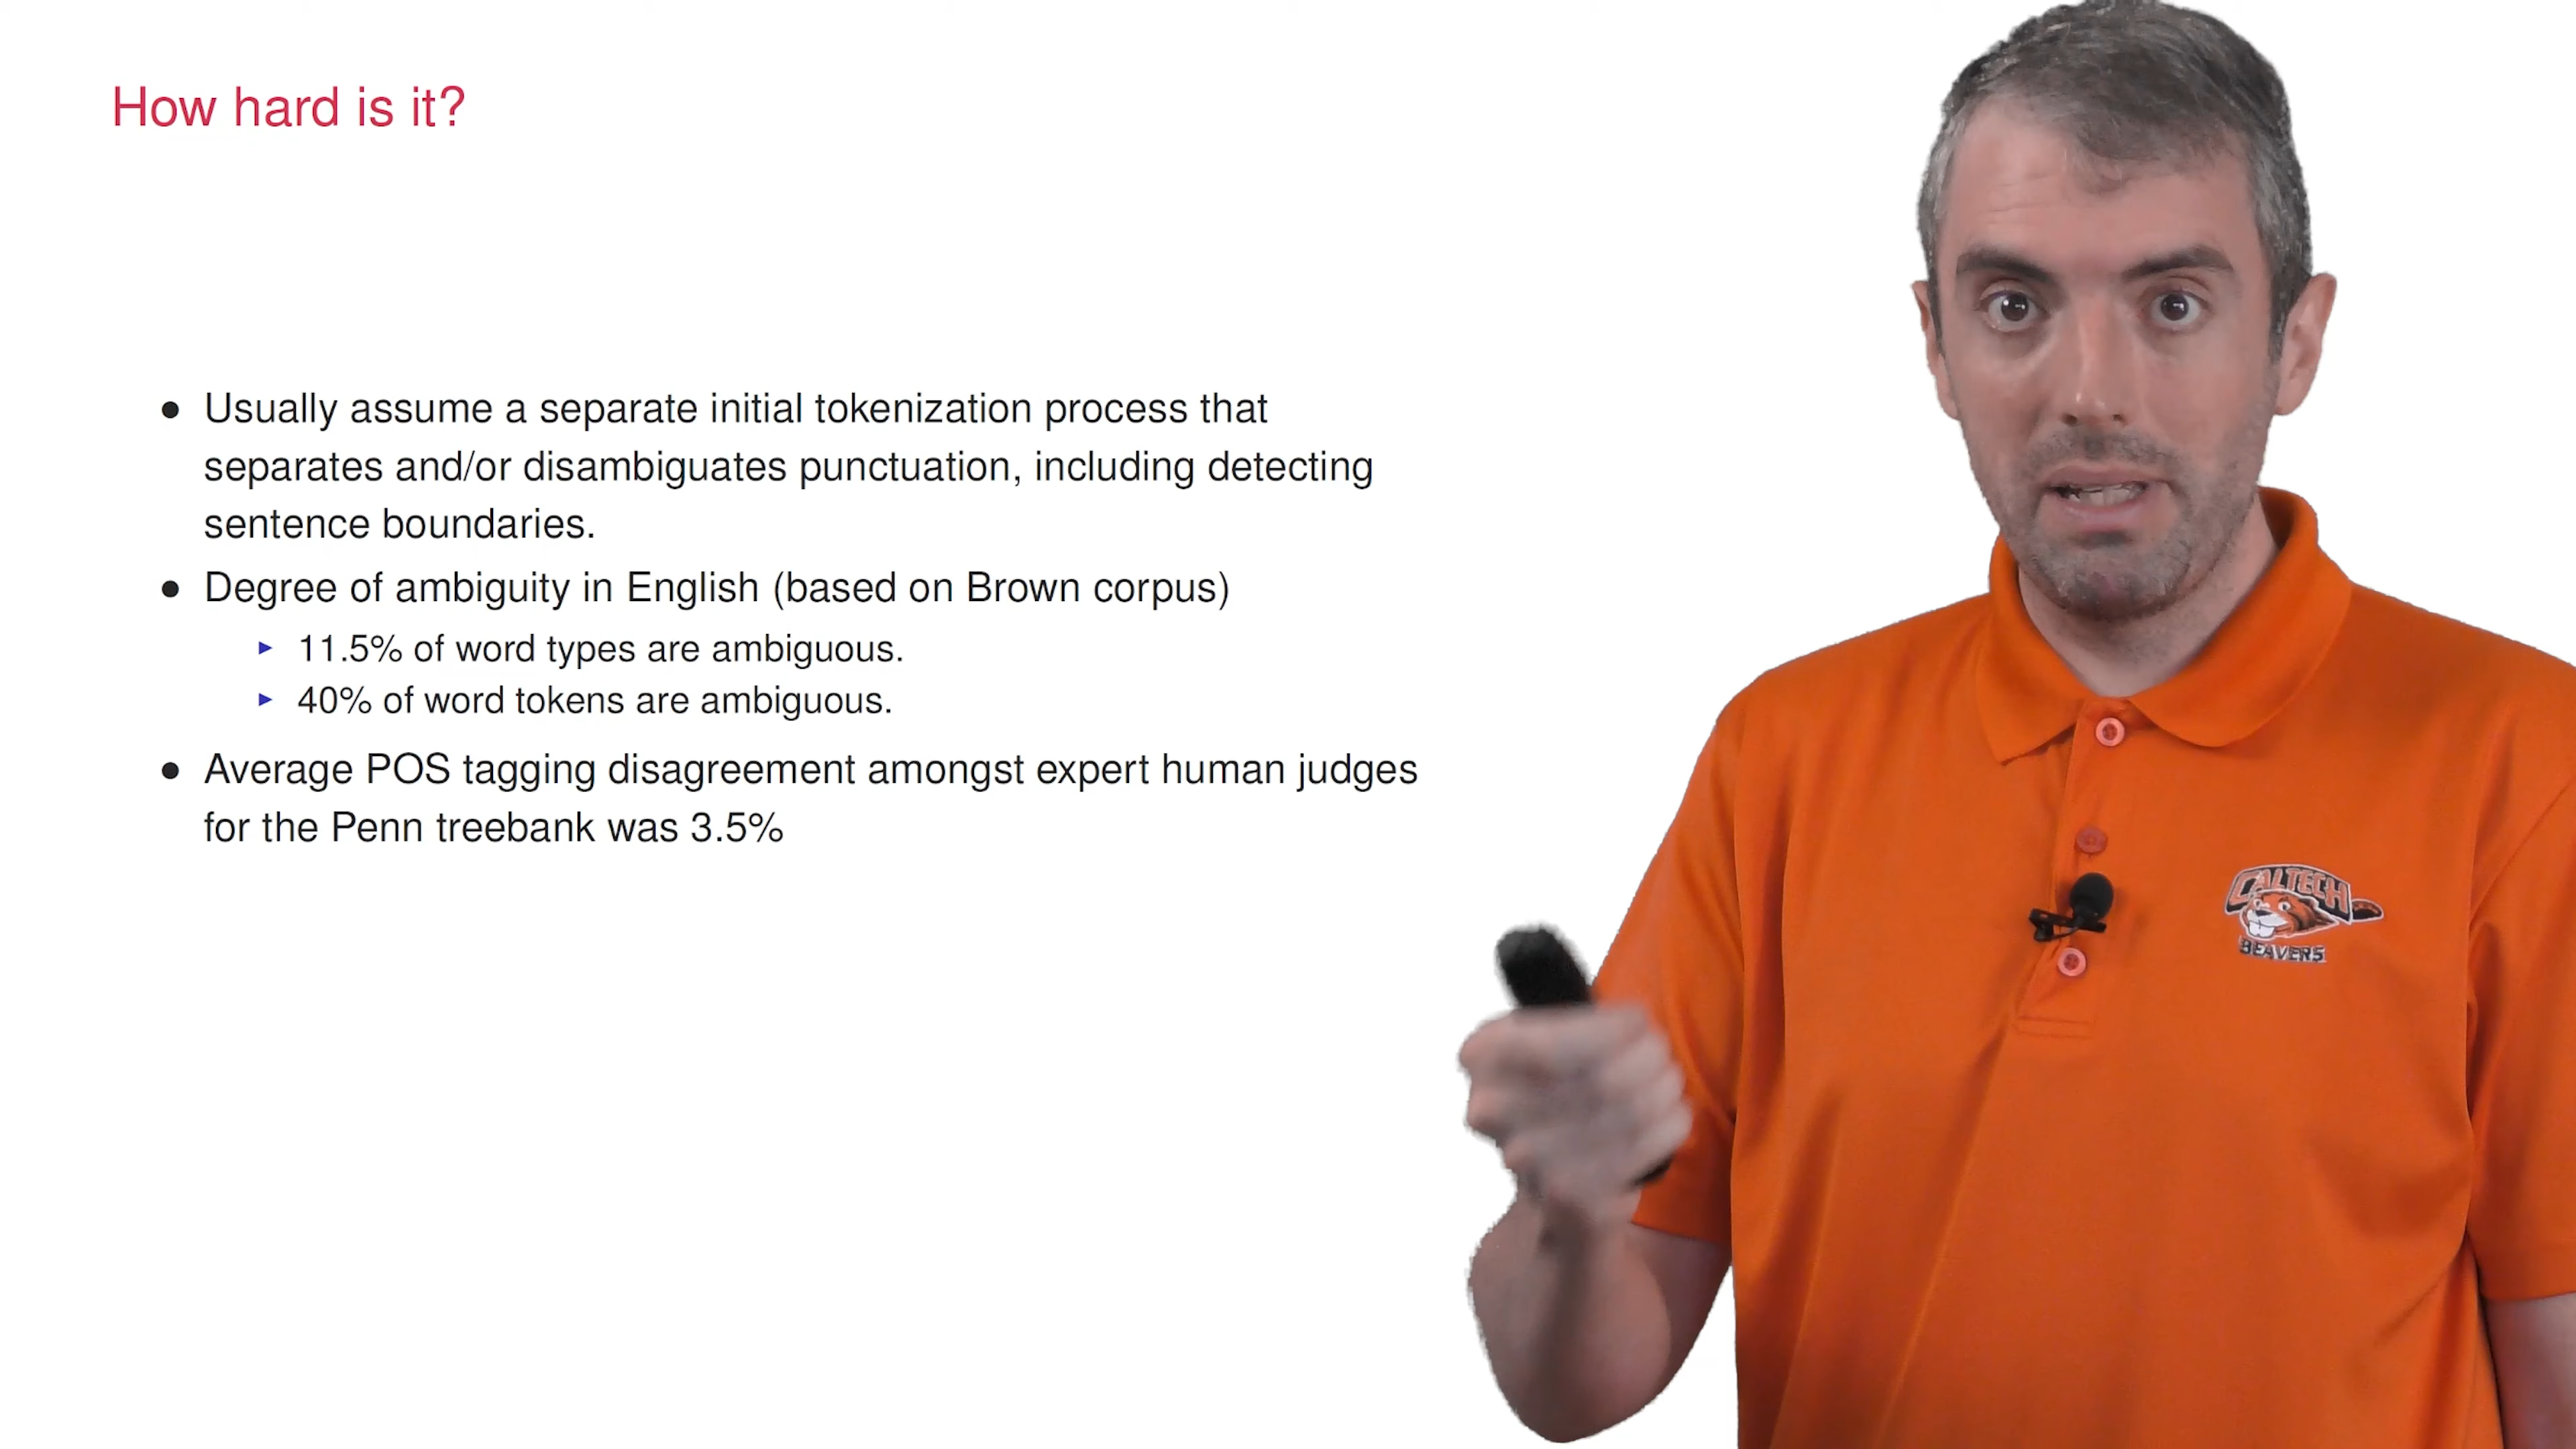 How hard is it?
• Usually assume a separate initial tokenization process that
separates and/or disambiguates punctuation, including detecting
sentence boundaries.
• Degree of ambiguity in English (based on Brown corpus)
▸ 11.5% of word types are ambiguous.
▸ 40% of word tokens are ambiguous.
• Average POS tagging disagreement amongst expert human judges
for the Penn treebank was 3.5%
CALTECH
BEAVERS